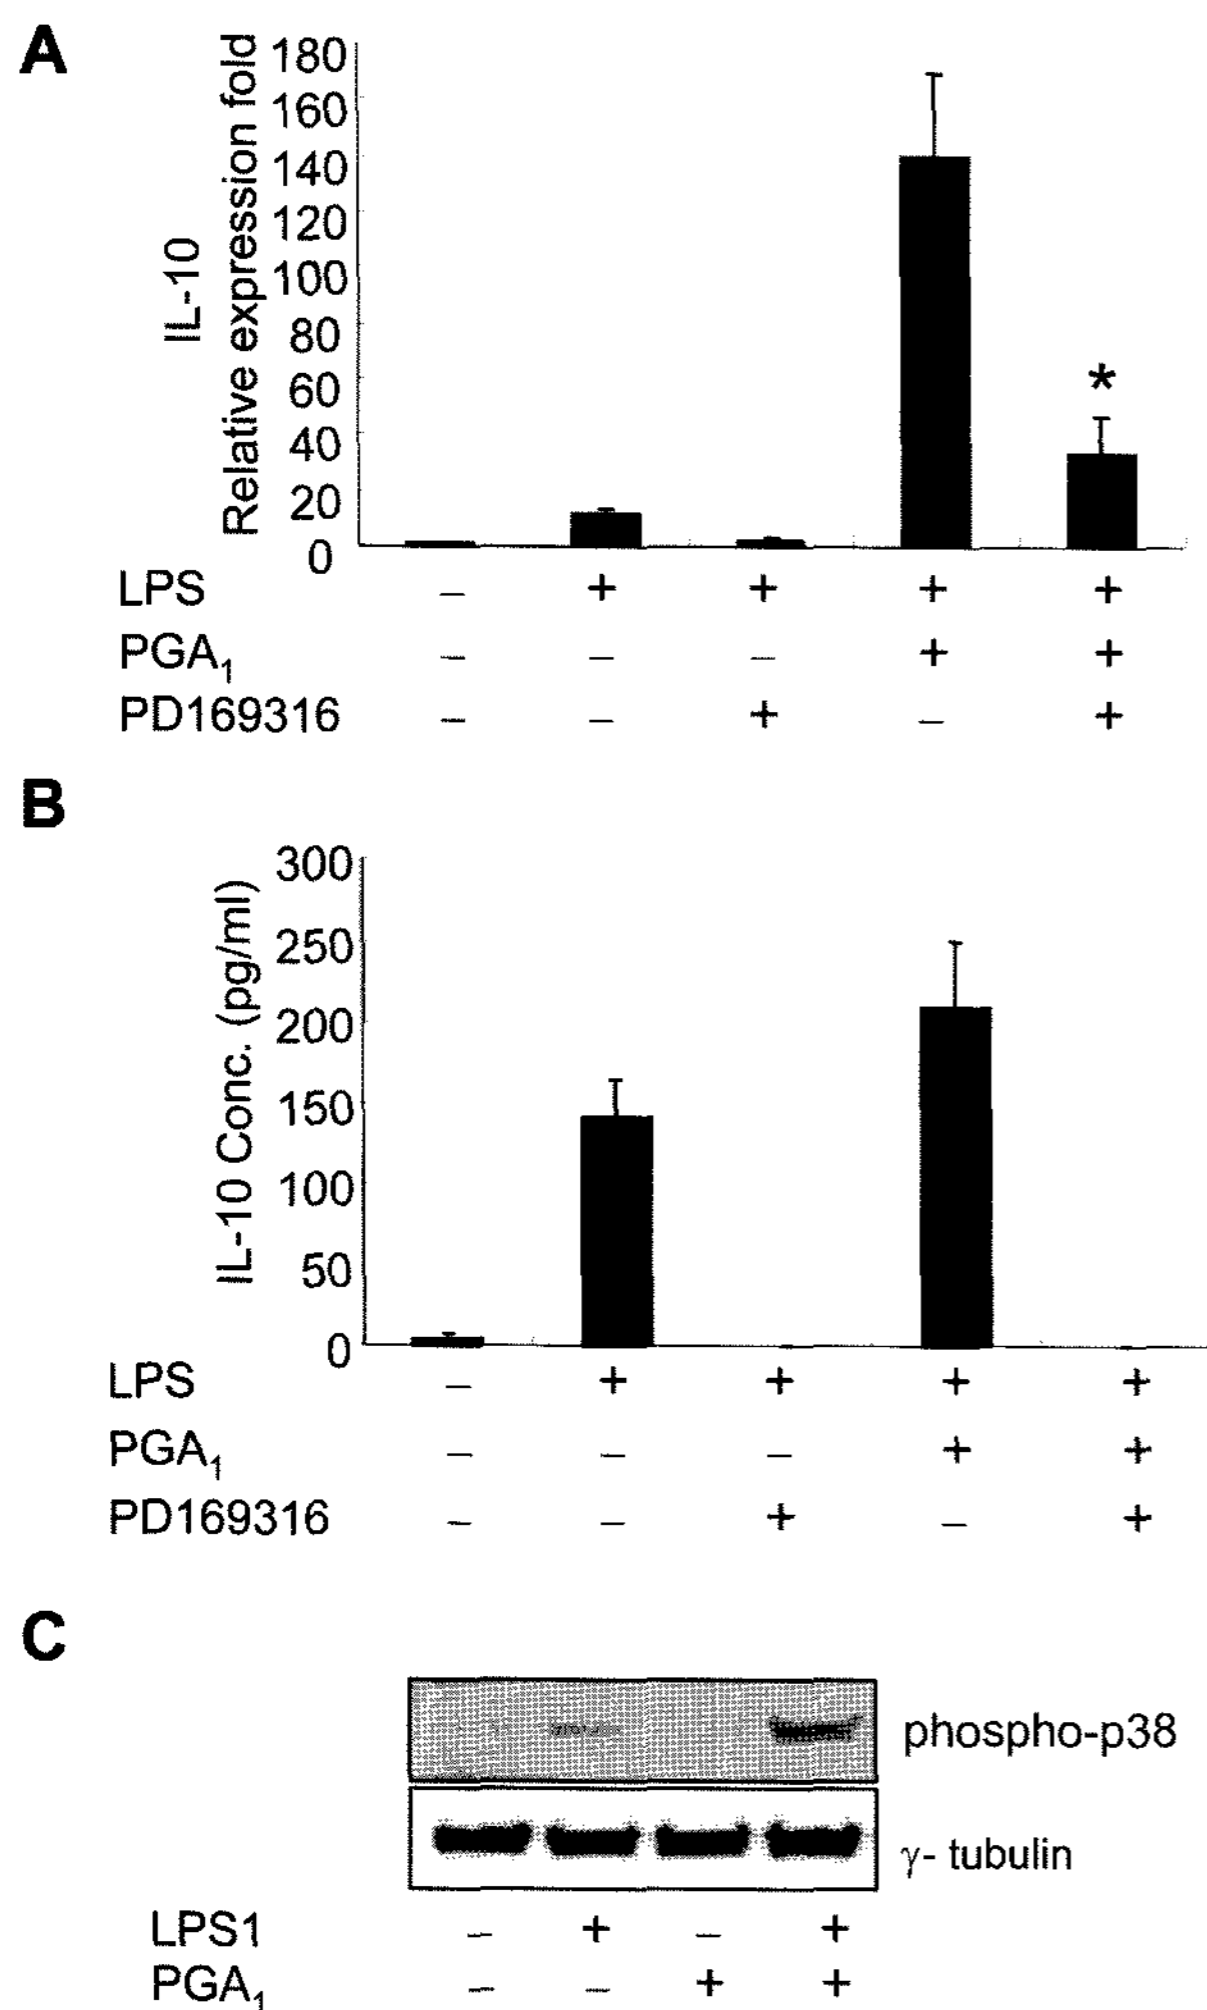 A
IL-10
Relative expression fold
180
160
140
120
100
80
60
40
20
0
*
LPS – + + + +
PGA₁ – – – + +
PD169316 – – + – +
B
IL-10 Conc. (pg/ml)
300
250
200
150
100
50
0
LPS – + + + +
PGA₁ – – – + +
PD169316 – – + – +
C
phospho-p38
γ- tubulin
LPS1 – + – +
PGA₁ – – + +